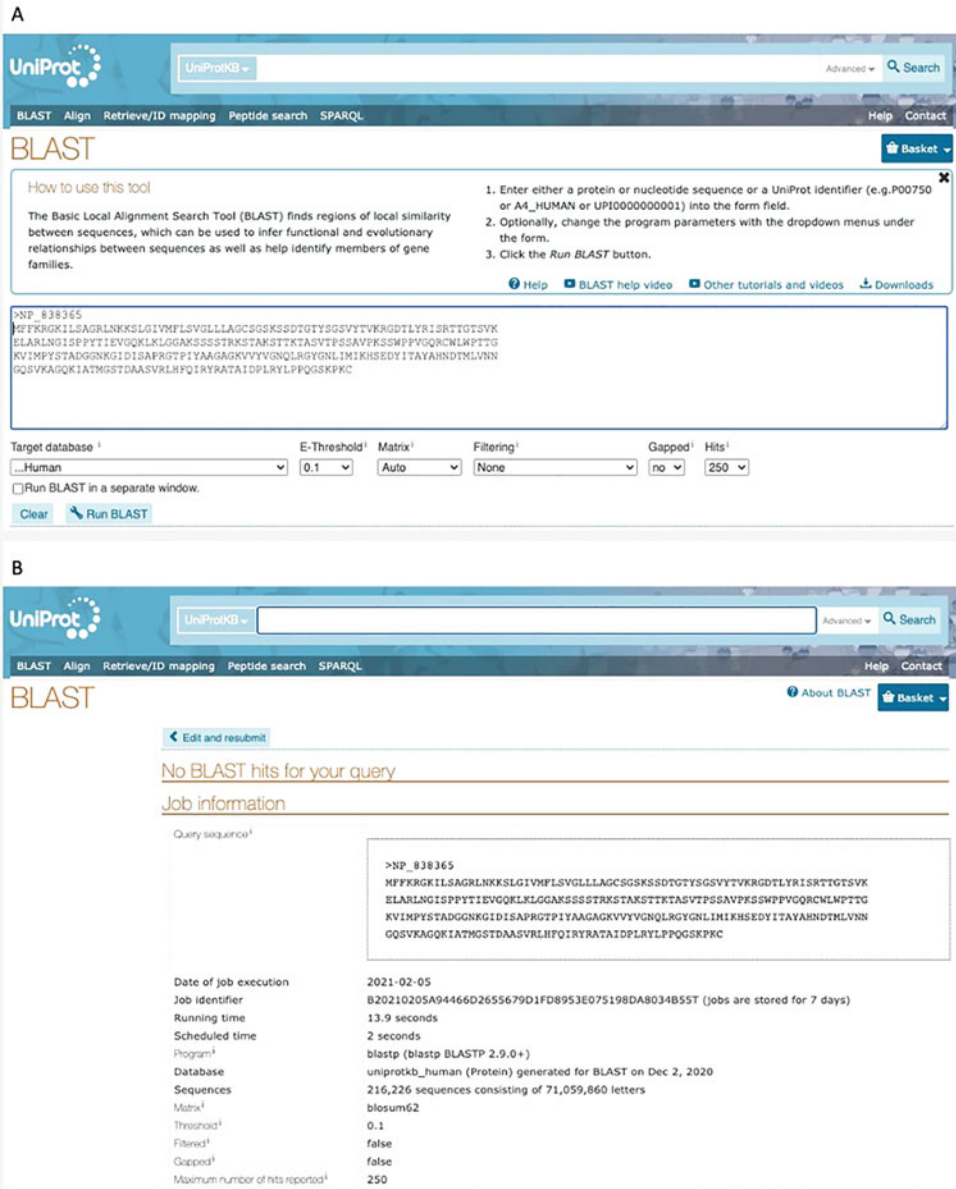 A
UniProt
UniProtKB
Advanced
Search
BLAST Align Retrieve/ID mapping Peptide search SPARQL
Help Contact
BLAST
Basket
How to use this tool
The Basic Local Alignment Search Tool (BLAST) finds regions of local similarity
between sequences, which can be used to infer functional and evolutionary
relationships between sequences as well as help identify members of gene
families.
1. Enter either a protein or nucleotide sequence or a UniProt identifier (e.g.P00750
or A4_HUMAN or UPI0000000001) into the form field.
2. Optionally, change the program parameters with the dropdown menus under
the form.
3. Click the Run BLAST button.
Help BLAST help video Other tutorials and videos Downloads
>NP_838365
MFFKRGKILSAGRLNKKSLGIVMFLSVGLLLAGCSGSKSSDTGTYSGSVYTVKRGDTLYRISRTTGTSVK
ELARLNGISPPYTIEVGQKLKLGGAKSSSSTRKSTAKSTTKTASVTPSSAVPKSSWPPVGQRCWLWPTTG
KVIMPYSTADGGNKGIDISAPRGTPIYAAGAGKVVYVGNQLRGYGNLIMIKHSEDYITAYAHNDTMLVNN
GQSVKAGQKIATMGSTDAASVRLHFQIRYRATAIDPLRYLPPQGSKPKC
Target database i E-Threshold i Matrix i Filtering i Gapped i Hits i
...Human 0.1 Auto None no 250
Run BLAST in a separate window.
Clear Run BLAST
B
UniProt
UniProtKB
Advanced
Search
BLAST Align Retrieve/ID mapping Peptide search SPARQL
Help Contact
BLAST
About BLAST
Basket
Edit and resubmit
No BLAST hits for your query
Job information
Query sequence i
>NP_838365
MFFKRGKILSAGRLNKKSLGIVMFLSVGLLLAGCSGSKSSDTGTYSGSVYTVKRGDTLYRISRTTGTSVK
ELARLNGISPPYTIEVGQKLKLGGAKSSSSTRKSTAKSTTKTASVTPSSAVPKSSWPPVGQRCWLWPTTG
KVIMPYSTADGGNKGIDISAPRGTPIYAAGAGKVVYVGNQLRGYGNLIMIKHSEDYITAYAHNDTMLVNN
GQSVKAGQKIATMGSTDAASVRLHFQIRYRATAIDPLRYLPPQGSKPKC
Date of job execution 2021-02-05
Job identifier B20210205A94466D2655679D1FD8953E075198DA8034B55T (jobs are stored for 7 days)
Running time 13.9 seconds
Scheduled time 2 seconds
Program i blastp (blastp BLASTP 2.9.0+)
Database uniprotkb_human (Protein) generated for BLAST on Dec 2, 2020
Sequences 216,226 sequences consisting of 71,059,860 letters
Matrix i blosum62
Threshold i 0.1
Filtered i false
Gapped i false
Maximum number of hits reported i 250